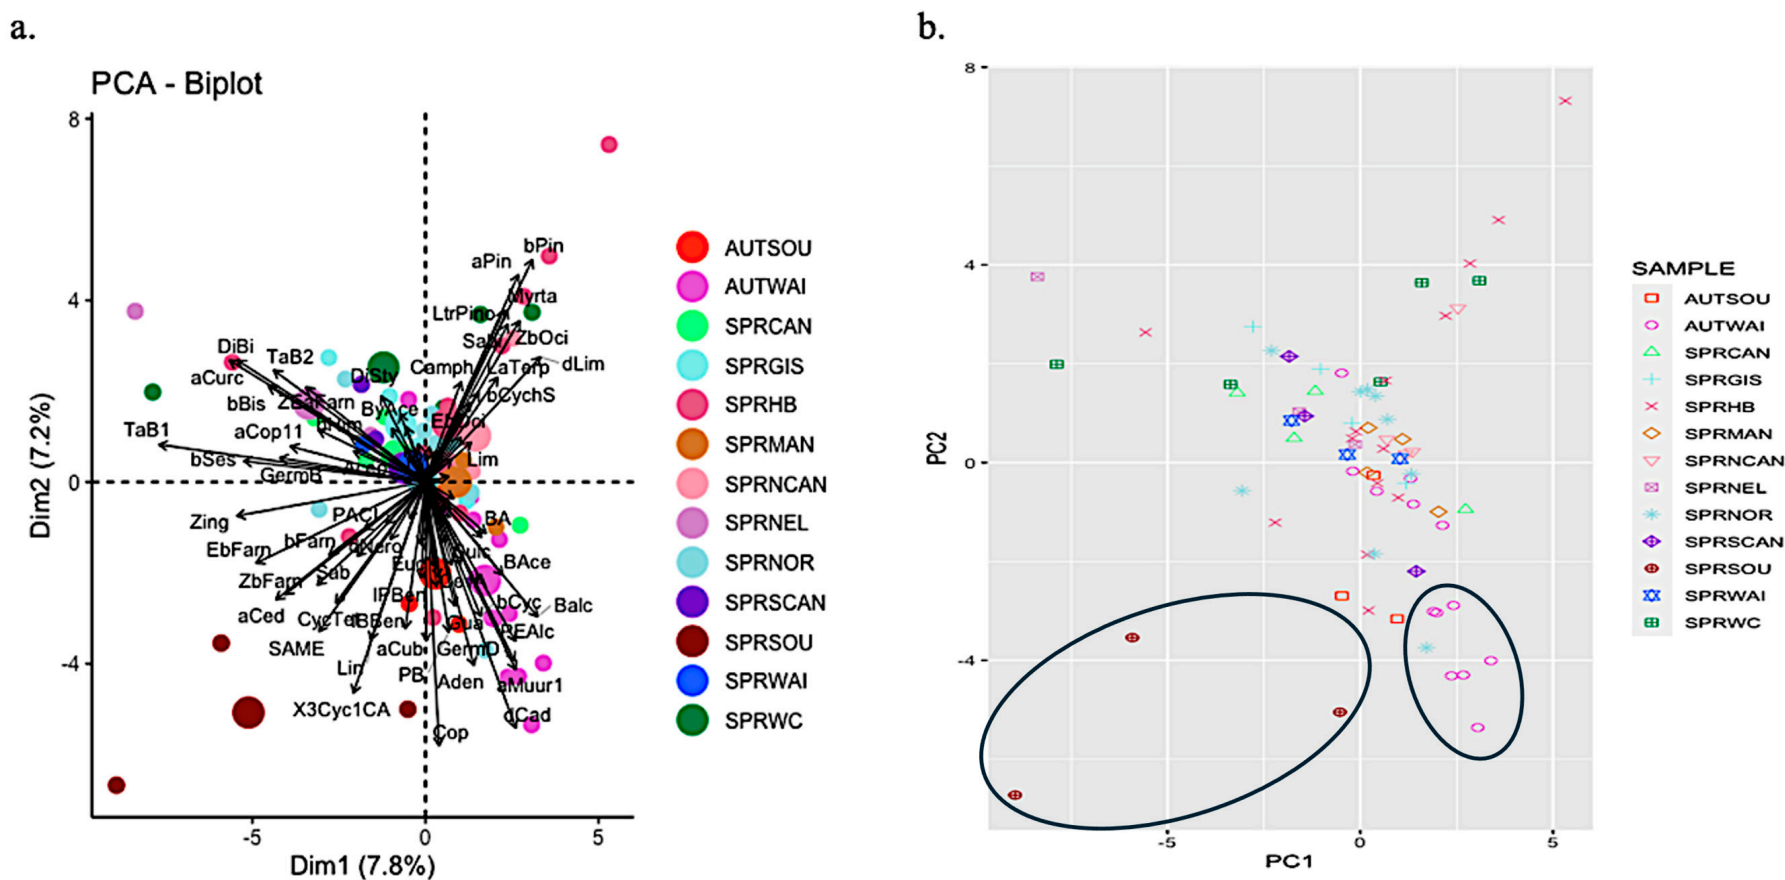 a.
PCA - Biplot
8
4
0
-4
-5
0
5
Dim2 (7.2%)
Dim1 (7.8%)
bPin
aPin
Myrta
LtrPino
ZbOci
Camph
LaTerp
dLim
bCychS
DiBi
TaB2
aCurc
DiSty
bBis
ByAce
TaB1
aCop11
bSes
GermB
Lim
Zing
PACI
BA
EbFarn
bFarn
BAce
ZbFarn
Sub
aCed
CycTet
bCyc
Balc
SAME
aCub
Gua
PEAlc
Lin
PB
GermD
Aden
aMuur1
X3Cyc1CA
dCad
Cop
AUTSOU
AUTWAI
SPRCAN
SPRGIS
SPRHB
SPRMAN
SPRNCAN
SPRNEL
SPRNOR
SPRSCAN
SPRSOU
SPRWAI
SPRWC
b.
8
4
0
-4
-5
0
5
PC2
PC1
SAMPLE
AUTSOU
AUTWAI
SPRCAN
SPRGIS
SPRHB
SPRMAN
SPRNCAN
SPRNEL
SPRNOR
SPRSCAN
SPRSOU
SPRWAI
SPRWC